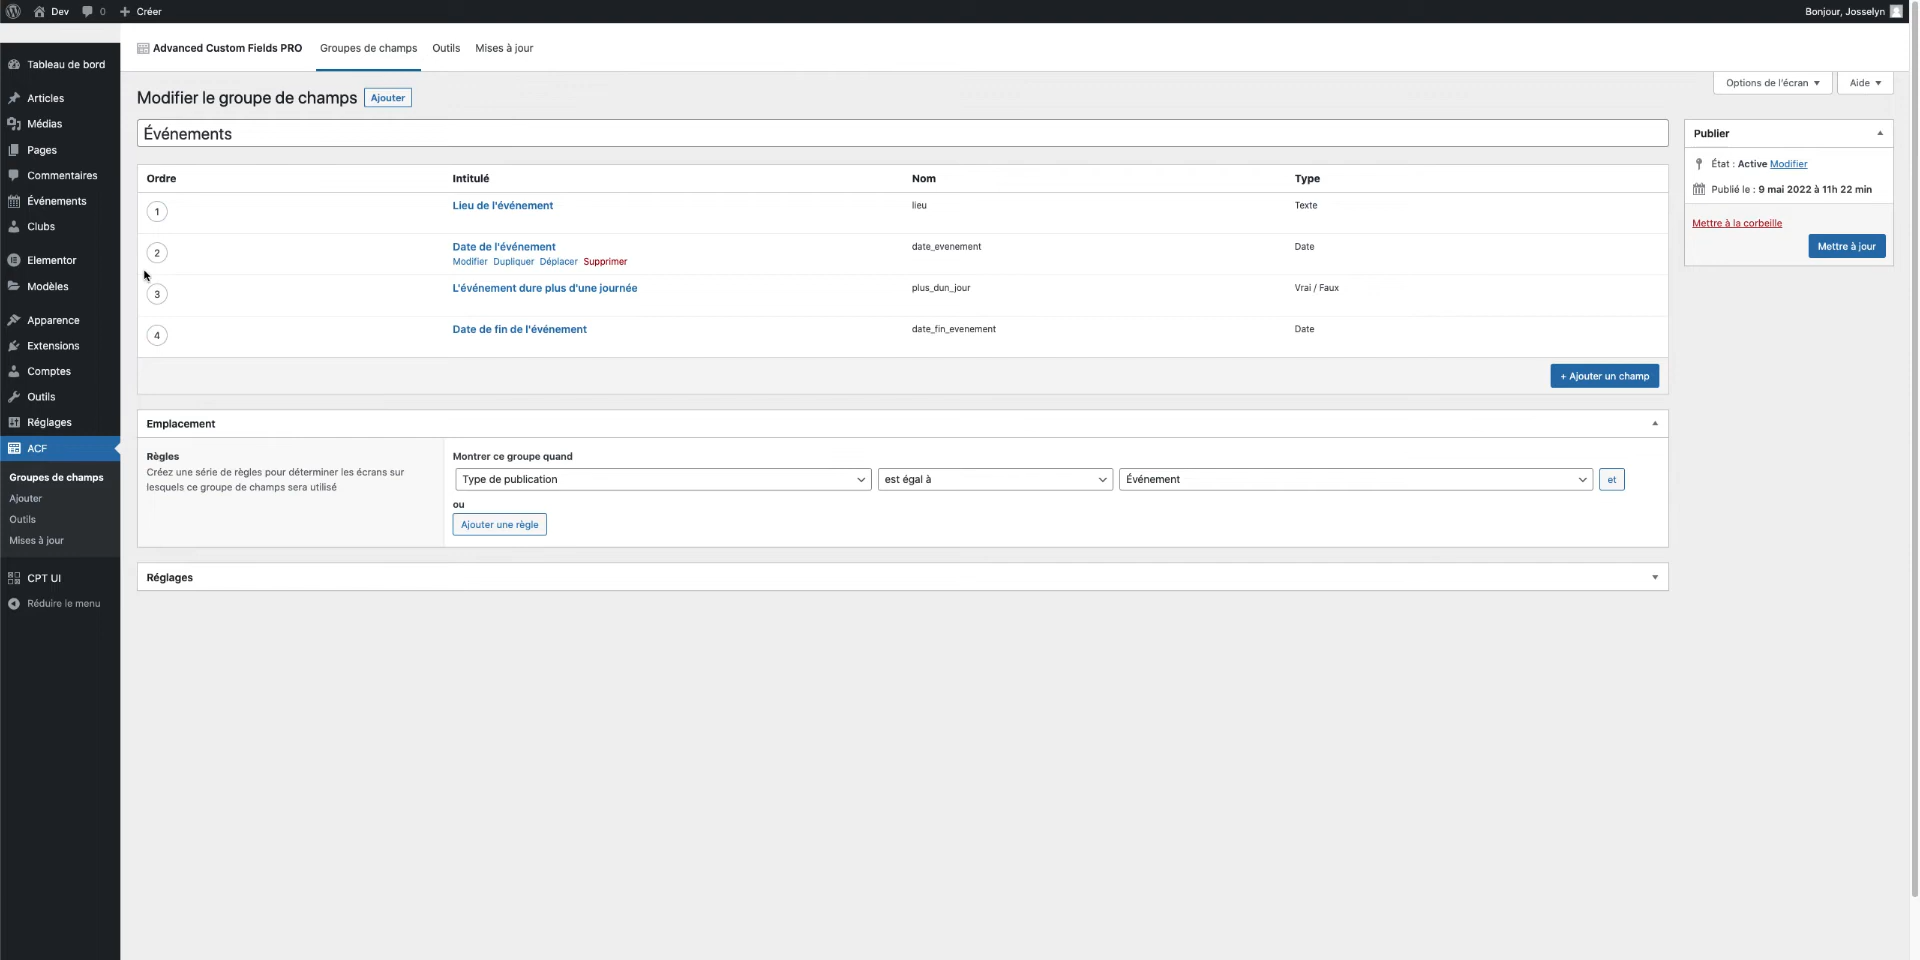 Dev 0 Créer
Bonjour, Josselyn
Advanced Custom Fields PRO Groupes de champs Outils Mises à jour
Tableau de bord
Articles
Médias
Pages
Commentaires
Événements
Clubs
Elementor
Modèles
Apparence
Extensions
Comptes
Outils
Réglages
ACF
Groupes de champs
Ajouter
Outils
Mises à jour
CPT UI
Réduire le menu
Options de l'écran Aide
Modifier le groupe de champs Ajouter
Événements
Ordre Intitulé Nom Type
1 Lieu de l'événement lieu Texte
2 Date de l'événement date_evenement Date
Modifier Dupliquer Déplacer Supprimer
3 L'événement dure plus d'une journée plus_dun_jour Vrai / Faux
4 Date de fin de l'événement date_fin_evenement Date
+ Ajouter un champ
Emplacement
Règles
Créez une série de règles pour déterminer les écrans sur
lesquels ce groupe de champs sera utilisé
Montrer ce groupe quand
Type de publication est égal à Événement et
ou
Ajouter une règle
Réglages
Publier
État : Active Modifier
Publié le : 9 mai 2022 à 11h 22 min
Mettre à la corbeille
Mettre à jour